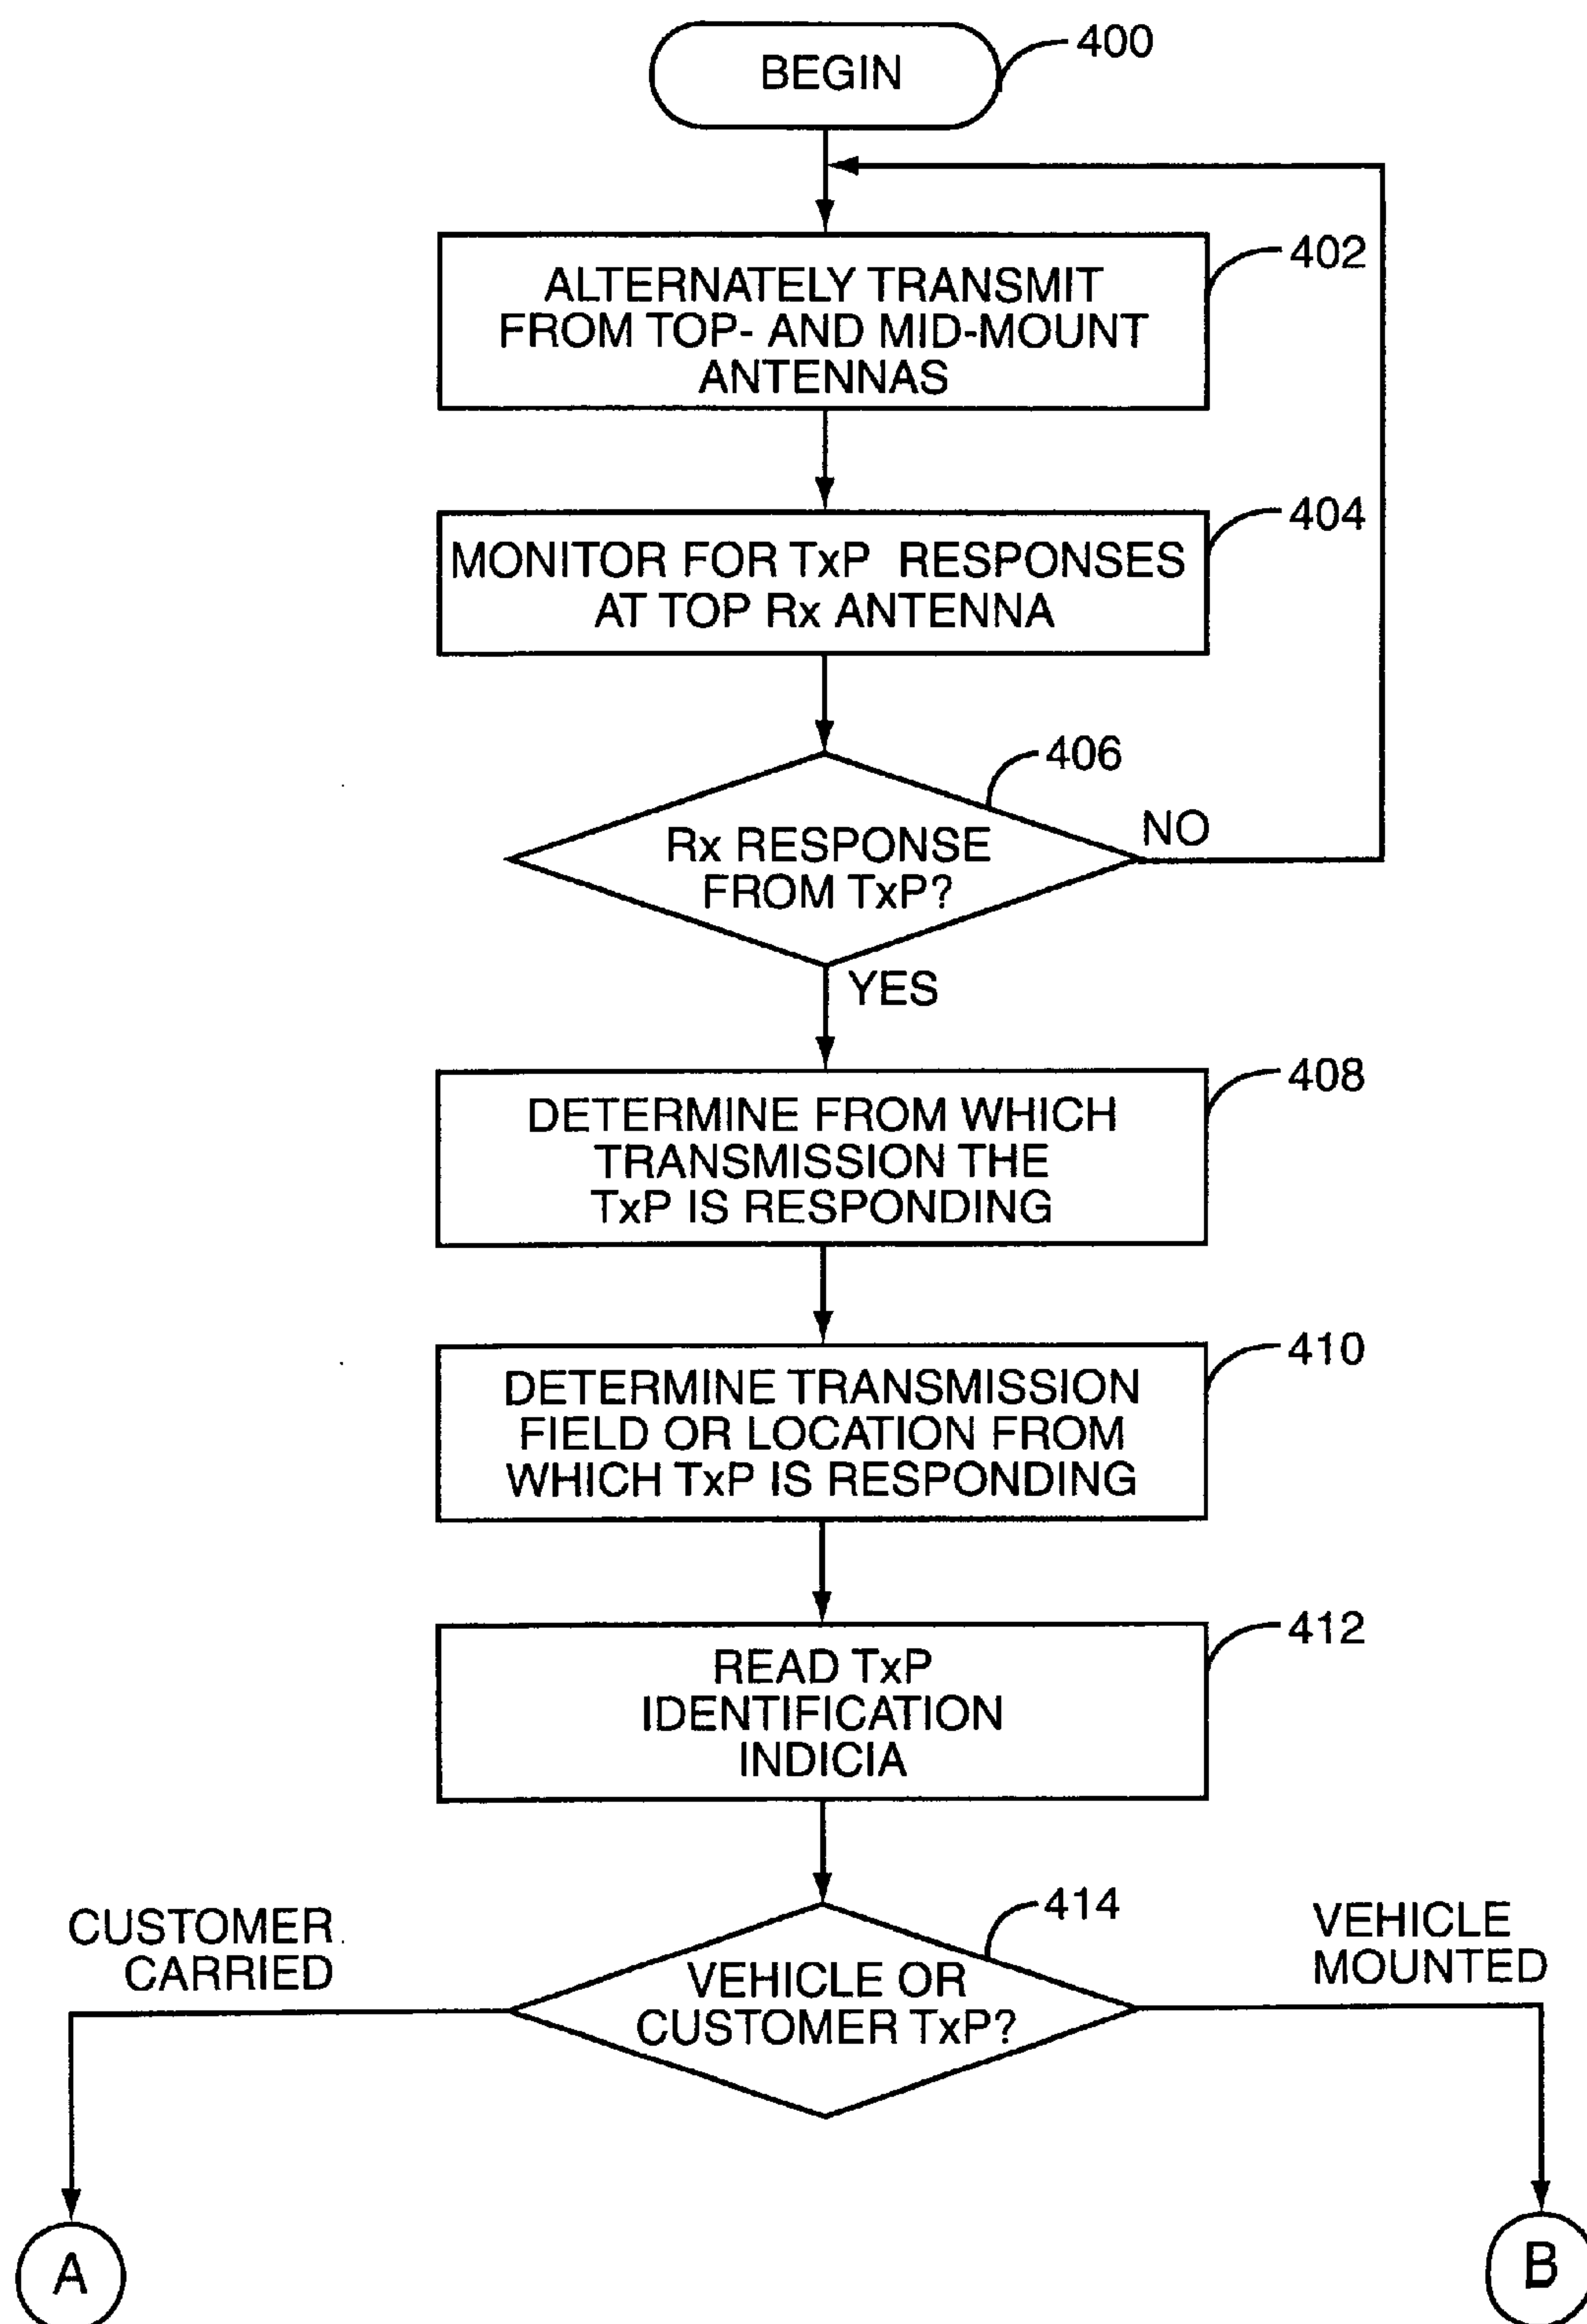 BEGIN
400
402
ALTERNATELY TRANSMIT
FROM TOP- AND MID-MOUNT
ANTENNAS
404
MONITOR FOR TxP RESPONSES
AT TOP Rx ANTENNA
406
Rx RESPONSE
FROM TxP?
NO
YES
408
DETERMINE FROM WHICH
TRANSMISSION THE
TxP IS RESPONDING
410
DETERMINE TRANSMISSION
FIELD OR LOCATION FROM
WHICH TxP IS RESPONDING
412
READ TxP
IDENTIFICATION
INDICIA
414
CUSTOMER
CARRIED
VEHICLE OR
CUSTOMER TxP?
VEHICLE
MOUNTED
A
B